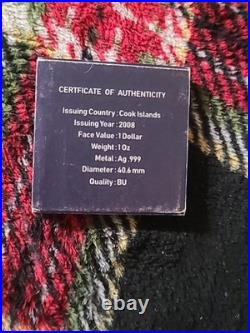 CERTFICATE OF AUTHENTICITY
Issuing Country : Cook Islands
Issuing Year : 2008
Face Value : 1 Dollar
Weight : 1 Oz
Metal : Ag .999
Diameter : 40.6 mm
Quality : BU